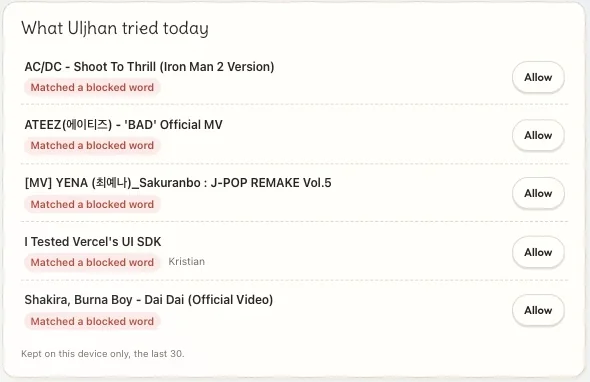 What Uljhan tried today
AC/DC - Shoot To Thrill (Iron Man 2 Version)
Matched a blocked word
Allow
ATEEZ(에이티즈) - 'BAD' Official MV
Matched a blocked word
Allow
[MV] YENA (최예나)_Sakuranbo : J-POP REMAKE Vol.5
Matched a blocked word
Allow
I Tested Vercel's UI SDK
Matched a blocked word Kristian
Allow
Shakira, Burna Boy - Dai Dai (Official Video)
Matched a blocked word
Allow
Kept on this device only, the last 30.